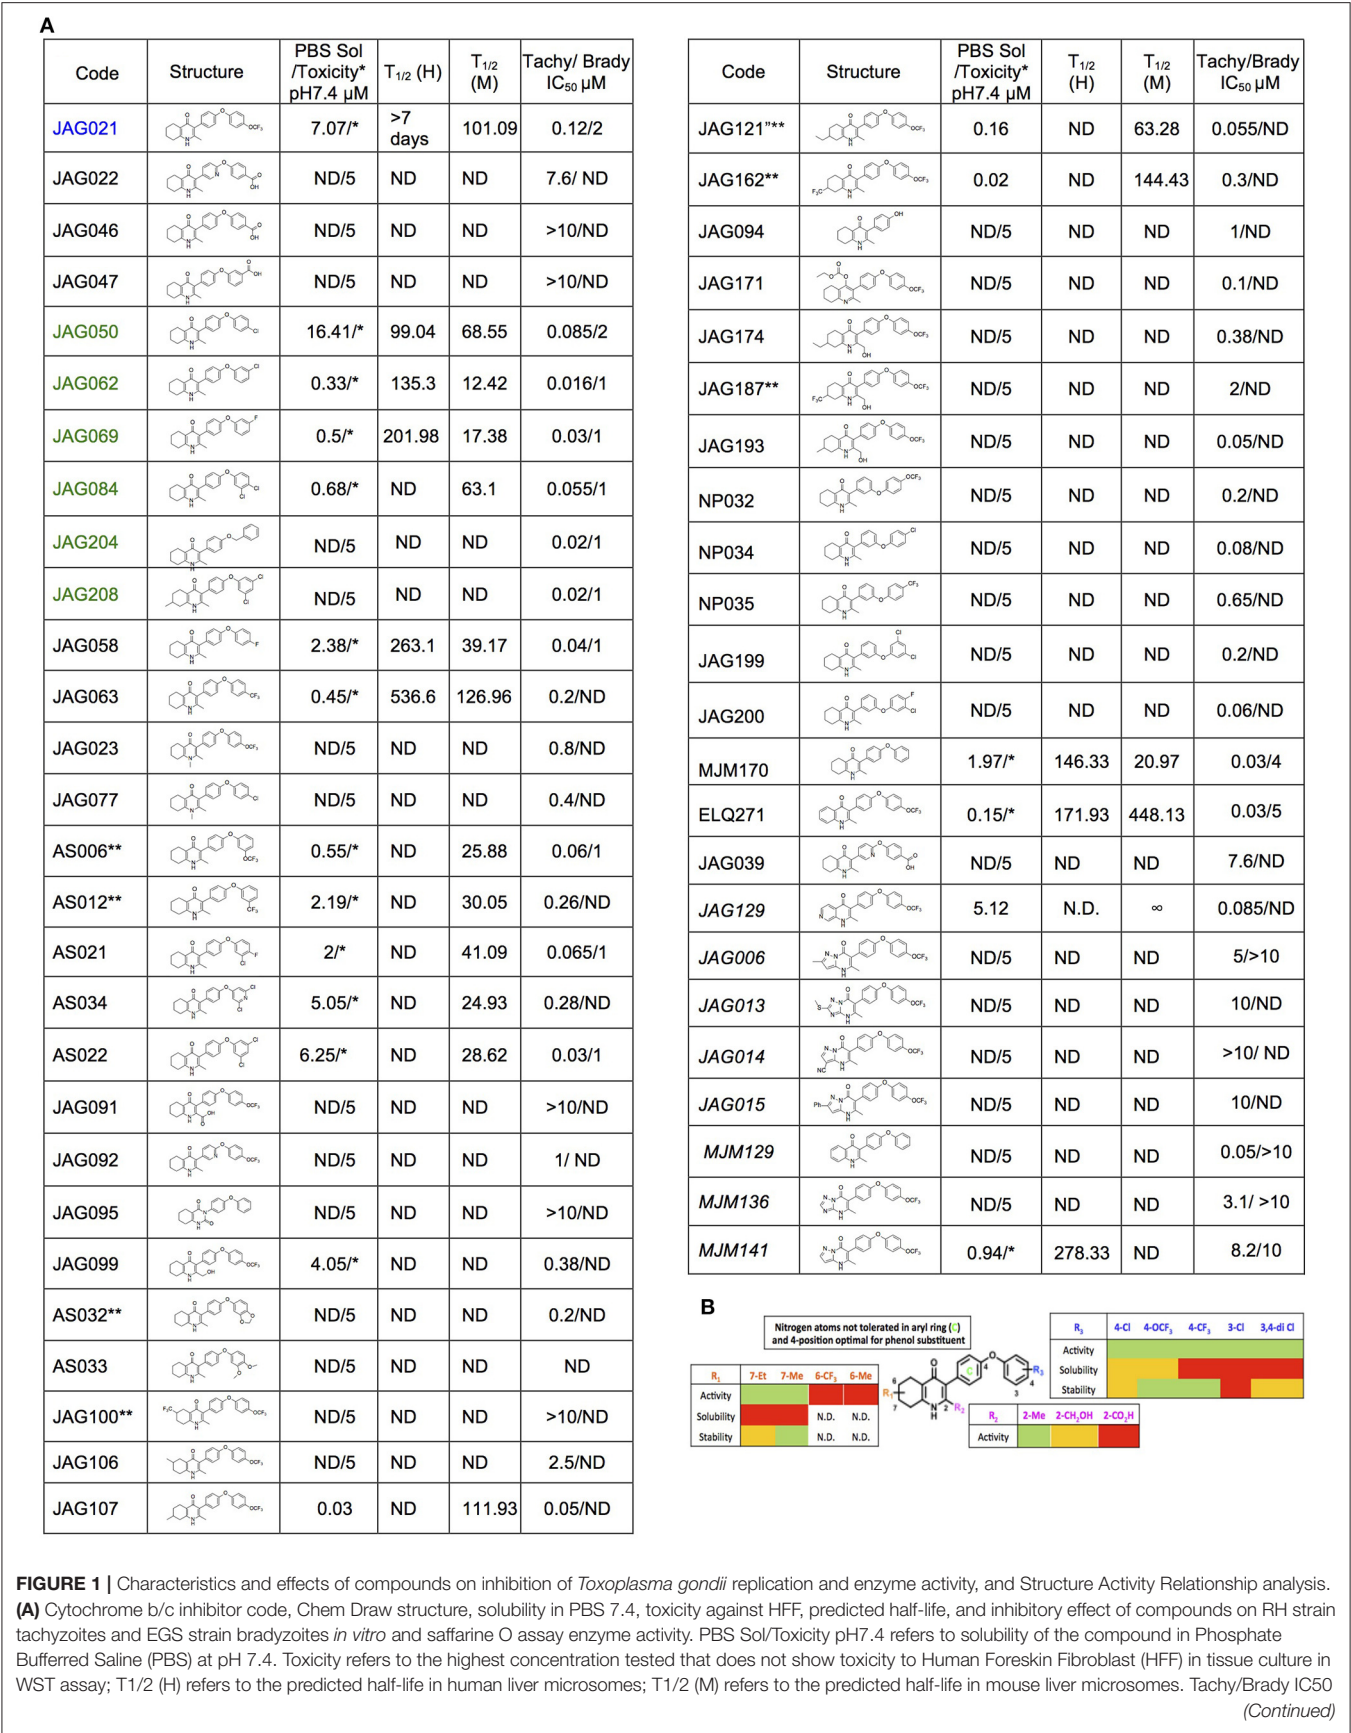 A
Code Structure PBS Sol /Toxicity* pH7.4 µM T1/2 (H) T1/2 (M) Tachy/ Brady IC50 µM
JAG021 7.07/* >7 days 101.09 0.12/2
JAG022 ND/5 ND ND 7.6/ ND
JAG046 ND/5 ND ND >10/ND
JAG047 ND/5 ND ND >10/ND
JAG050 16.41/* 99.04 68.55 0.085/2
JAG062 0.33/* 135.3 12.42 0.016/1
JAG069 0.5/* 201.98 17.38 0.03/1
JAG084 0.68/* ND 63.1 0.055/1
JAG204 ND/5 ND ND 0.02/1
JAG208 ND/5 ND ND 0.02/1
JAG058 2.38/* 263.1 39.17 0.04/1
JAG063 0.45/* 536.6 126.96 0.2/ND
JAG023 ND/5 ND ND 0.8/ND
JAG077 ND/5 ND ND 0.4/ND
AS006** 0.55/* ND 25.88 0.06/1
AS012** 2.19/* ND 30.05 0.26/ND
AS021 2/* ND 41.09 0.065/1
AS034 5.05/* ND 24.93 0.28/ND
AS022 6.25/* ND 28.62 0.03/1
JAG091 ND/5 ND ND >10/ND
JAG092 ND/5 ND ND 1/ ND
JAG095 ND/5 ND ND >10/ND
JAG099 4.05/* ND ND 0.38/ND
AS032** ND/5 ND ND 0.2/ND
AS033 ND/5 ND ND ND
JAG100** ND/5 ND ND >10/ND
JAG106 ND/5 ND ND 2.5/ND
JAG107 0.03 ND 111.93 0.05/ND
Code Structure PBS Sol /Toxicity* pH7.4 µM T1/2 (H) T1/2 (M) Tachy/Brady IC50 µM
JAG121"** 0.16 ND 63.28 0.055/ND
JAG162** 0.02 ND 144.43 0.3/ND
JAG094 ND/5 ND ND 1/ND
JAG171 ND/5 ND ND 0.1/ND
JAG174 ND/5 ND ND 0.38/ND
JAG187** ND/5 ND ND 2/ND
JAG193 ND/5 ND ND 0.05/ND
NP032 ND/5 ND ND 0.2/ND
NP034 ND/5 ND ND 0.08/ND
NP035 ND/5 ND ND 0.65/ND
JAG199 ND/5 ND ND 0.2/ND
JAG200 ND/5 ND ND 0.06/ND
MJM170 1.97/* 146.33 20.97 0.03/4
ELQ271 0.15/* 171.93 448.13 0.03/5
JAG039 ND/5 ND ND 7.6/ND
JAG129 5.12 N.D. ∞ 0.085/ND
JAG006 ND/5 ND ND 5/>10
JAG013 ND/5 ND ND 10/ND
JAG014 ND/5 ND ND >10/ ND
JAG015 ND/5 ND ND 10/ND
MJM129 ND/5 ND ND 0.05/>10
MJM136 ND/5 ND ND 3.1/ >10
MJM141 0.94/* 278.33 ND 8.2/10
B
Nitrogen atoms not tolerated in aryl ring (C)
and 4-position optimal for phenol substituent
R1 7-Et 7-Me 6-CF3 6-Me
Activity
Solubility N.D. N.D.
Stability N.D. N.D.
R3 4-Cl 4-OCF3 4-CF3 3-Cl 3,4-di Cl
Activity
Solubility
Stability
R2 2-Me 2-CH2OH 2-CO2H
Activity
FIGURE 1 | Characteristics and effects of compounds on inhibition of Toxoplasma gondii replication and enzyme activity, and Structure Activity Relationship analysis.
(A) Cytochrome b/c inhibitor code, Chem Draw structure, solubility in PBS 7.4, toxicity against HFF, predicted half-life, and inhibitory effect of compounds on RH strain
tachyzoites and EGS strain bradyzoites in vitro and saffarine O assay enzyme activity. PBS Sol/Toxicity pH7.4 refers to solubility of the compound in Phosphate
Bufferred Saline (PBS) at pH 7.4. Toxicity refers to the highest concentration tested that does not show toxicity to Human Foreskin Fibroblast (HFF) in tissue culture in
WST assay; T1/2 (H) refers to the predicted half-life in human liver microsomes; T1/2 (M) refers to the predicted half-life in mouse liver microsomes. Tachy/Brady IC50
(Continued)